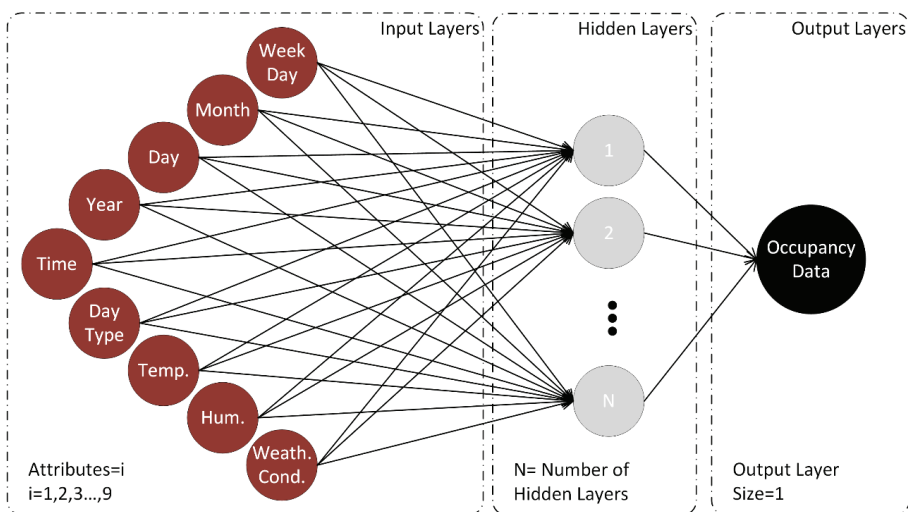 Input Layers
Hidden Layers
Output Layers
Week
Day
Month
Day
Year
Time
Day
Type
Temp.
Hum.
Weath.
Cond.
1
2
N
Occupancy
Data
Attributes=i
i=1,2,3...,9
N= Number of
Hidden Layers
Output Layer
Size=1